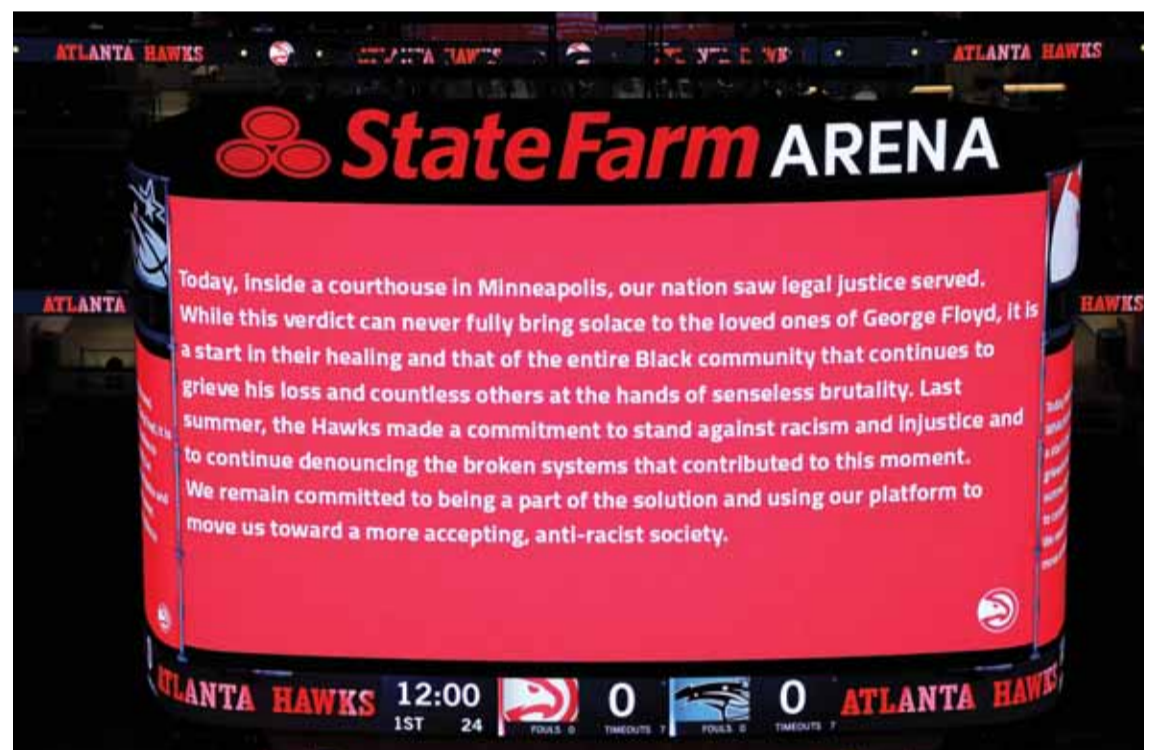 ATLANTA HAWKS ATLANTA HAWKS
StateFarm ARENA
Today, inside a courthouse in Minneapolis, our nation saw legal justice served.
While this verdict can never fully bring solace to the loved ones of George Floyd, it is
a start in their healing and that of the entire Black community that continues to
grieve his loss and countless others at the hands of senseless brutality. Last
summer, the Hawks made a commitment to stand against racism and injustice and
to continue denouncing the broken systems that contributed to this moment.
We remain committed to being a part of the solution and using our platform to
move us toward a more accepting, anti-racist society.
ATLANTA HAWKS
ATLANTA HAWKS 12:00 0 0 ATLANTA HAWKS
1ST 24 FOULS 0 TIMEOUTS 7 FOULS 0 TIMEOUTS 7